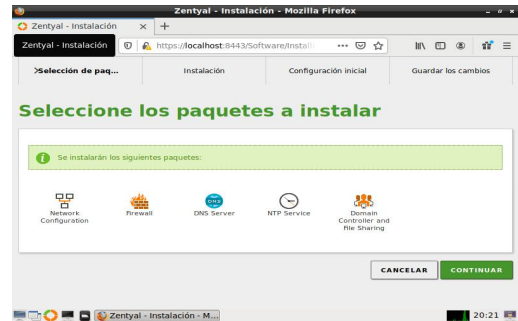 Zentyal - Instalación - Mozilla Firefox
Zentyal - Instalación
Zentyal - Instalación
https://localhost:8443/Software/Install
Selección de paq...
Instalación
Configuración inicial
Guardar los cambios
Seleccione los paquetes a instalar
Se instalarán los siguientes paquetes:
Network
Configuration
Firewall
DNS
DNS Server
NTP Service
Domain
Controller and
File Sharing
CANCELAR
CONTINUAR
Zentyal - Instalación - M...
20:21